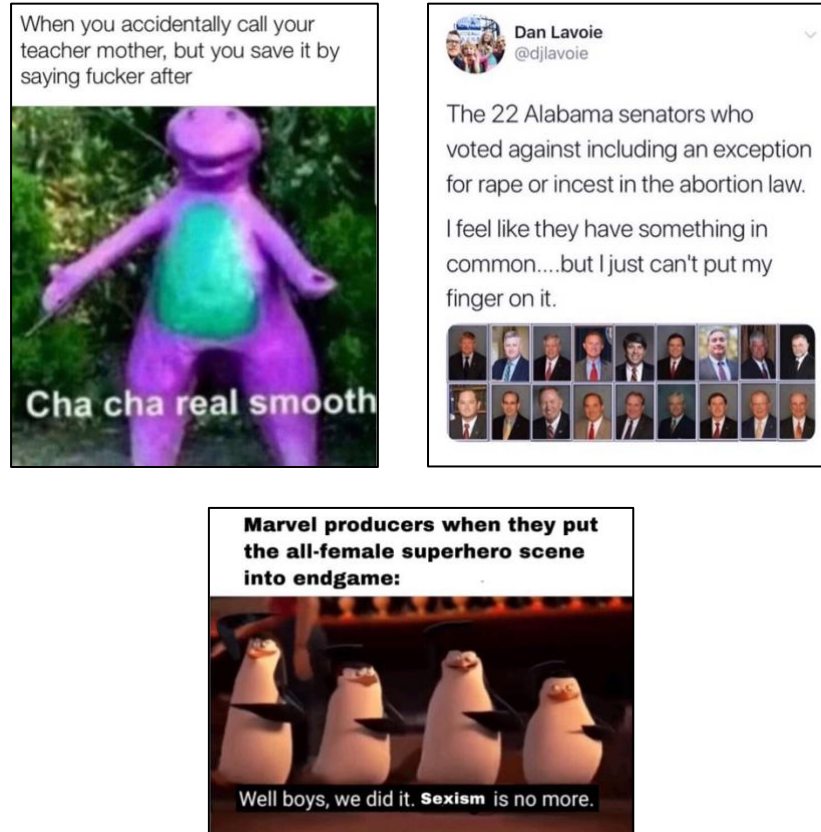 When you accidentally call your
teacher mother, but you save it by
saying fucker after
Cha cha real smooth
Dan Lavoie
@djlavoie
The 22 Alabama senators who
voted against including an exception
for rape or incest in the abortion law.
I feel like they have something in
common....but I just can't put my
finger on it.
Marvel producers when they put
the all-female superhero scene
into endgame:
Well boys, we did it. Sexism is no more.